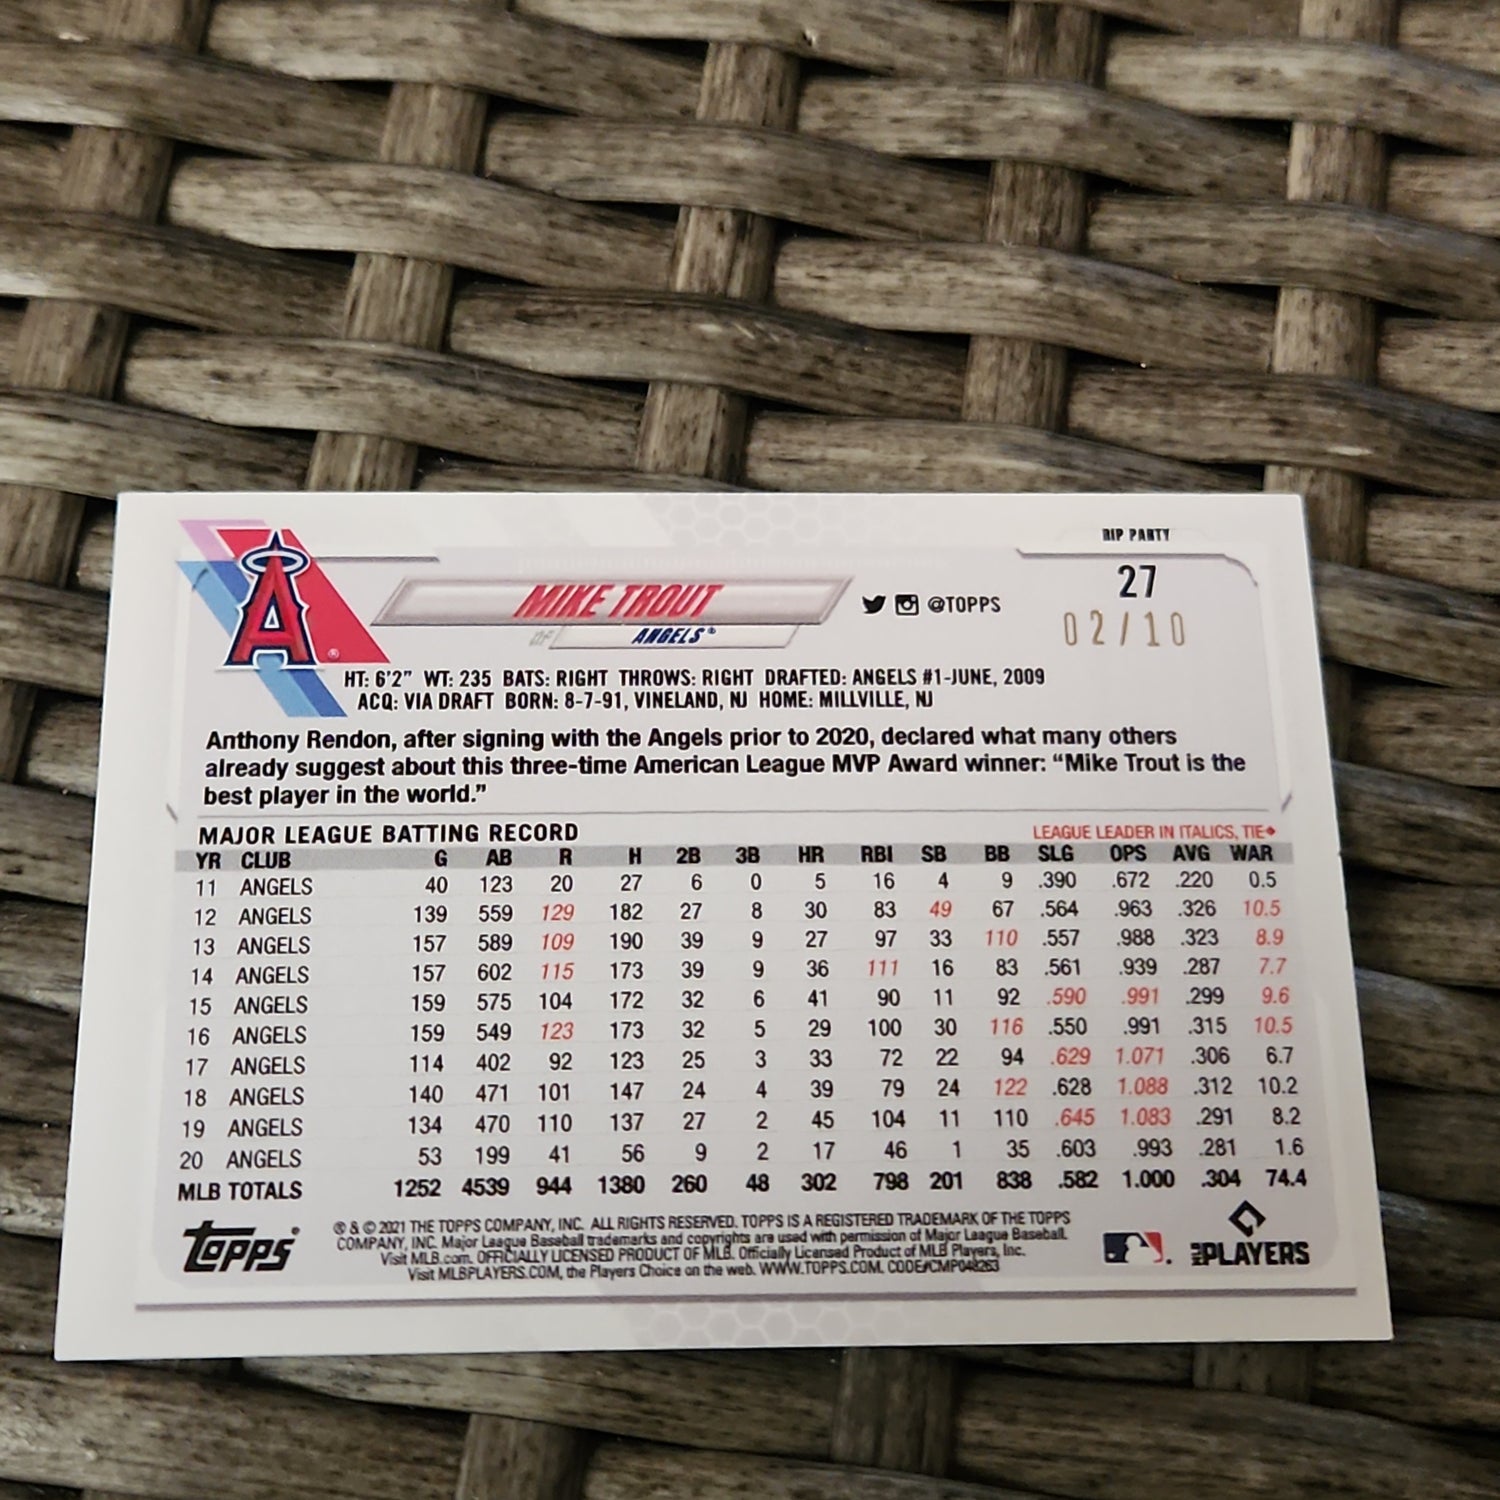 RIP PARTY
27
02/10
A
MIKE TROUT
OF ANGELS®
@TOPPS
HT: 6'2" WT: 235 BATS: RIGHT THROWS: RIGHT DRAFTED: ANGELS #1-JUNE, 2009
ACQ: VIA DRAFT BORN: 8-7-91, VINELAND, NJ HOME: MILLVILLE, NJ
Anthony Rendon, after signing with the Angels prior to 2020, declared what many others
already suggest about this three-time American League MVP Award winner: “Mike Trout is the
best player in the world.”
MAJOR LEAGUE BATTING RECORD LEAGUE LEADER IN ITALICS, TIE♦
YR CLUB G AB R H 2B 3B HR RBI SB BB SLG OPS AVG WAR
11 ANGELS 40 123 20 27 6 0 5 16 4 9 .390 .672 .220 0.5
12 ANGELS 139 559 129 182 27 8 30 83 49 67 .564 .963 .326 10.5
13 ANGELS 157 589 109 190 39 9 27 97 33 110 .557 .988 .323 8.9
14 ANGELS 157 602 115 173 39 9 36 111 16 83 .561 .939 .287 7.7
15 ANGELS 159 575 104 172 32 6 41 90 11 92 .590 .991 .299 9.6
16 ANGELS 159 549 123 173 32 5 29 100 30 116 .550 .991 .315 10.5
17 ANGELS 114 402 92 123 25 3 33 72 22 94 .629 1.071 .306 6.7
18 ANGELS 140 471 101 147 24 4 39 79 24 122 .628 1.088 .312 10.2
19 ANGELS 134 470 110 137 27 2 45 104 11 110 .645 1.083 .291 8.2
20 ANGELS 53 199 41 56 9 2 17 46 1 35 .603 .993 .281 1.6
MLB TOTALS 1252 4539 944 1380 260 48 302 798 201 838 .582 1.000 .304 74.4
Topps®
® & © 2021 THE TOPPS COMPANY, INC. ALL RIGHTS RESERVED. TOPPS IS A REGISTERED TRADEMARK OF THE TOPPS
COMPANY, INC. Major League Baseball trademarks and copyrights are used with permission of Major League Baseball.
Visit MLB.com. OFFICIALLY LICENSED PRODUCT OF MLB. Officially Licensed Product of MLB Players, Inc.
Visit MLBPLAYERS.COM, the Players Choice on the web. WWW.TOPPS.COM. CODE#CMP048263
MLB PLAYERS